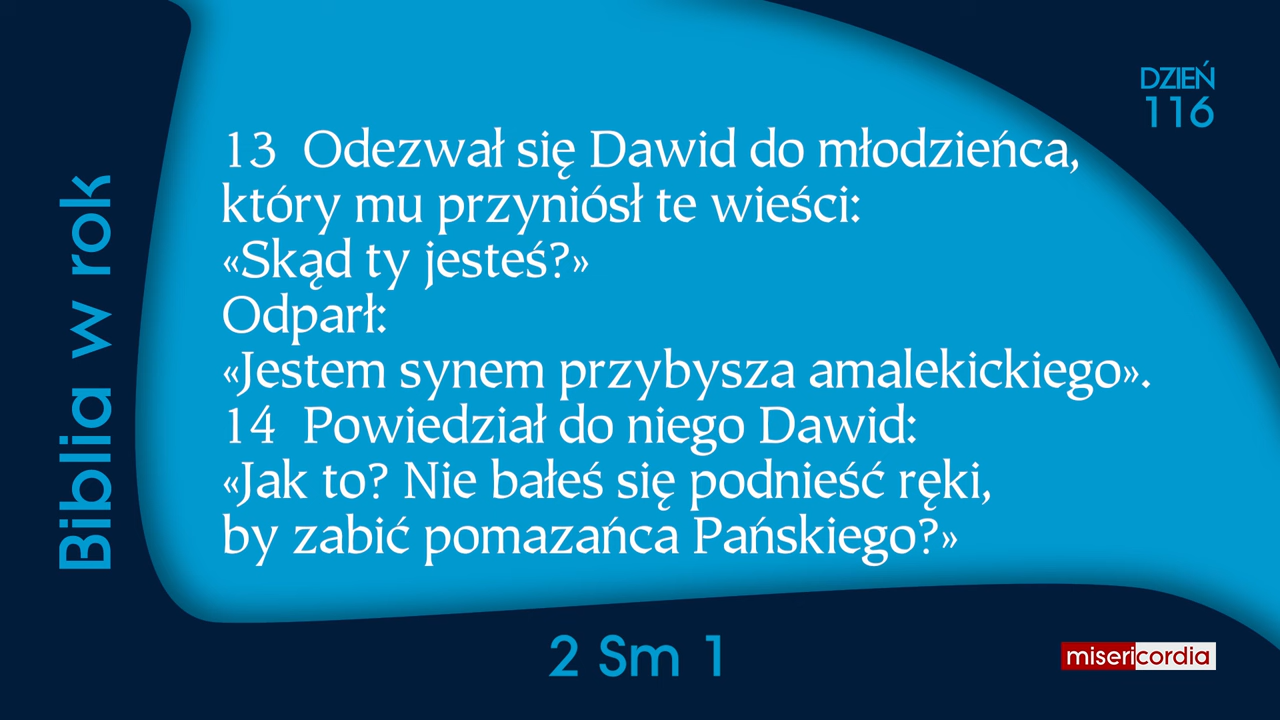 DZIEŃ
116
Biblia w rok
13 Odezwał się Dawid do młodzieńca,
który mu przyniósł te wieści:
«Skąd ty jesteś?»
Odparł:
«Jestem synem przybysza amalekickiego».
14 Powiedział do niego Dawid:
«Jak to? Nie bałeś się podnieść ręki,
by zabić pomazańca Pańskiego?»
2 Sm 1
misericordia